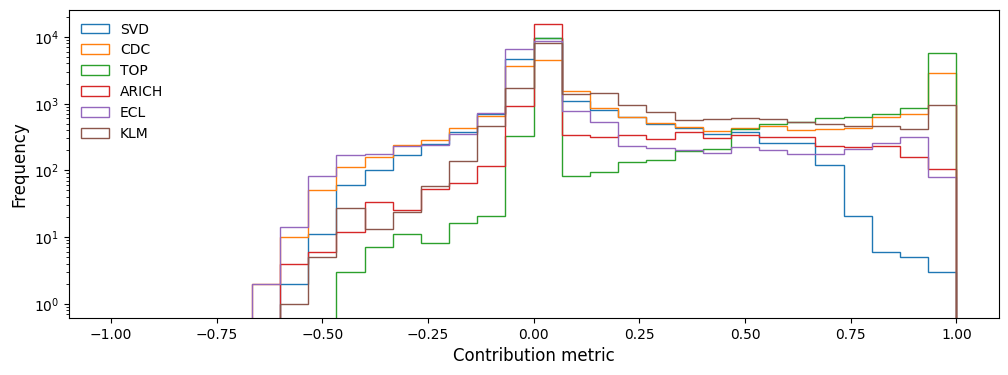 SVD
CDC
TOP
ARICH
ECL
KLM
Frequency
10⁴
10³
10²
10¹
10⁰
−1.00 −0.75 −0.50 −0.25 0.00 0.25 0.50 0.75 1.00
Contribution metric